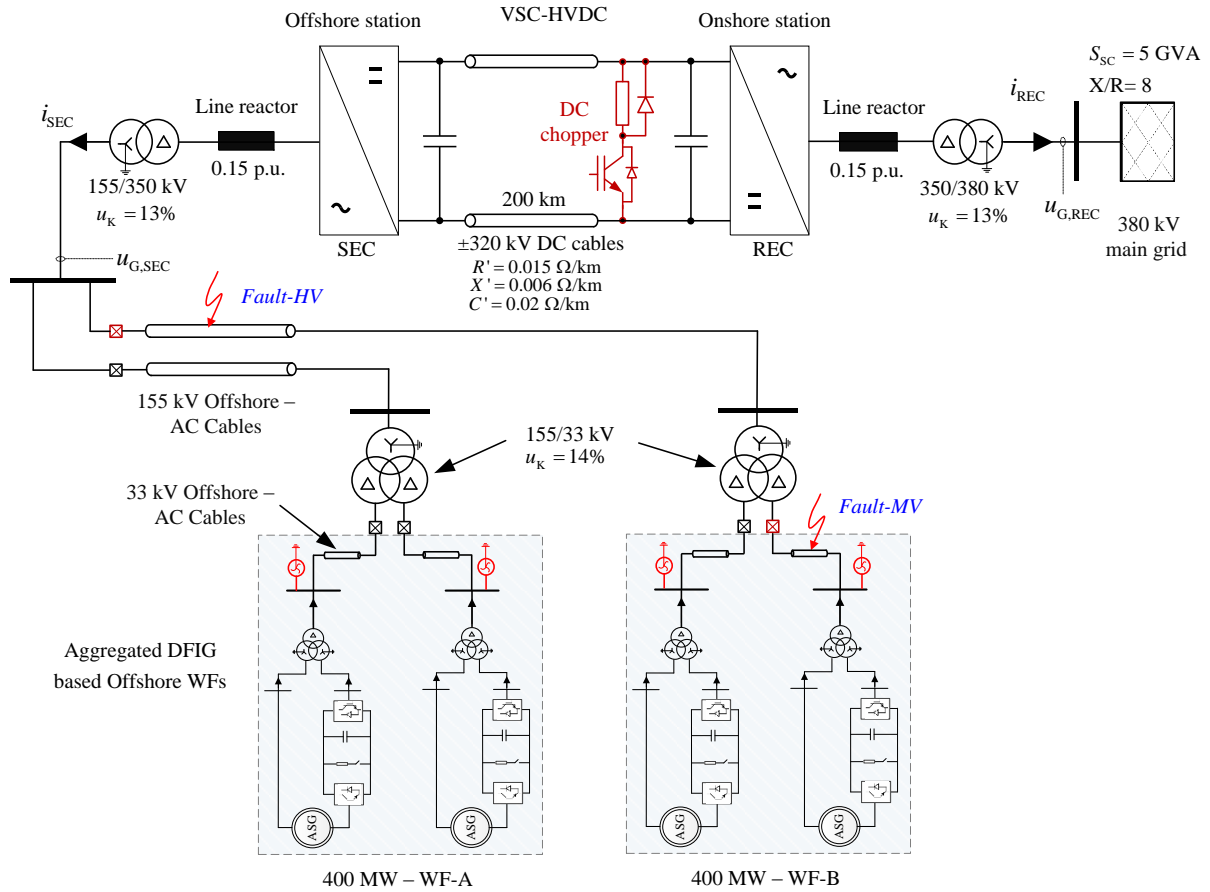 VSC-HVDC
Offshore station
Onshore station
S_SC = 5 GVA
X/R= 8
i_SEC
Line reactor
0.15 p.u.
155/350 kV
u_K = 13%
DC
chopper
200 km
±320 kV DC cables
R' = 0.015 Ω/km
X' = 0.006 Ω/km
C' = 0.02 Ω/km
SEC
REC
Line reactor
0.15 p.u.
i_REC
350/380 kV
u_K = 13%
u_G,REC
380 kV
main grid
u_G,SEC
Fault-HV
155 kV Offshore –
AC Cables
155/33 kV
u_K = 14%
33 kV Offshore –
AC Cables
Fault-MV
Aggregated DFIG
based Offshore WFs
ASG
ASG
ASG
ASG
400 MW – WF-A
400 MW – WF-B